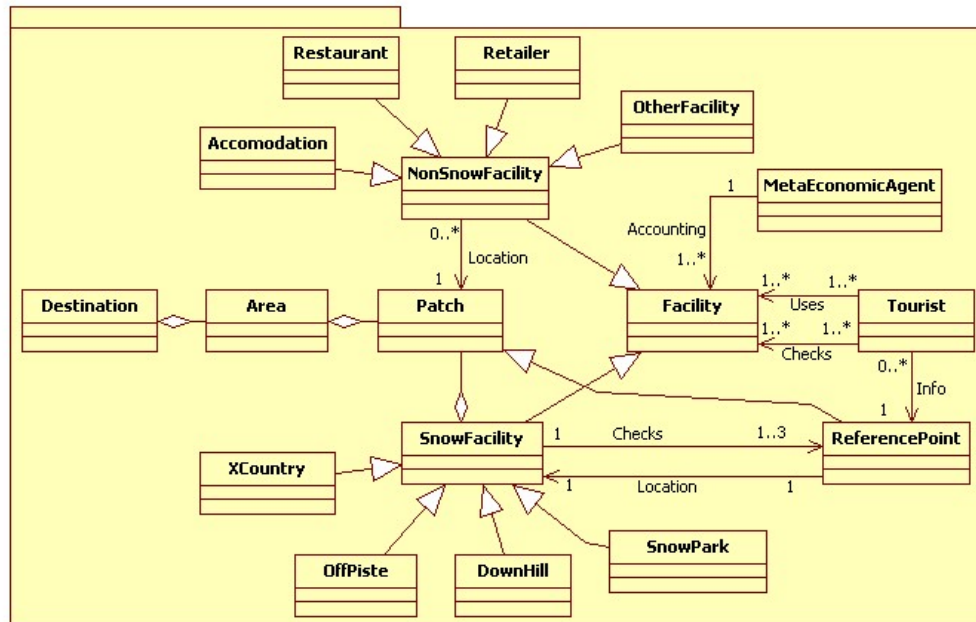 Restaurant
Retailer
OtherFacility
Accomodation
NonSnowFacility
MetaEconomicAgent
1
0..*
Accounting
Location
1..*
1
1..*
1..*
Destination
Area
Patch
Facility
Uses
Tourist
1..*
1..*
Checks
0..*
Info
1
SnowFacility
1
Checks
1..3
ReferencePoint
XCountry
1
Location
1
SnowPark
OffPiste
DownHill